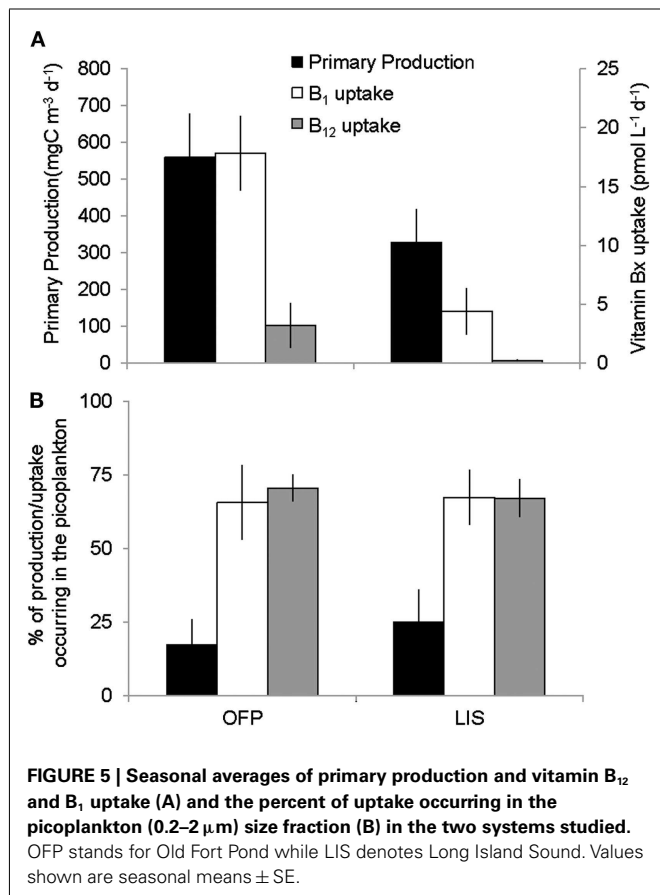 A
Primary Production
B1 uptake
B12 uptake
Primary Production(mgC m-3 d-1)
800
700
600
500
400
300
200
100
0
Vitamin Bx uptake (pmol L-1 d-1)
25
20
15
10
5
0
B
% of production/uptake
occurring in the picoplankton
100
75
50
25
0
OFP
LIS
FIGURE 5 | Seasonal averages of primary production and vitamin B12
and B1 uptake (A) and the percent of uptake occurring in the
picoplankton (0.2–2 μm) size fraction (B) in the two systems studied.
OFP stands for Old Fort Pond while LIS denotes Long Island Sound. Values
shown are seasonal means ± SE.